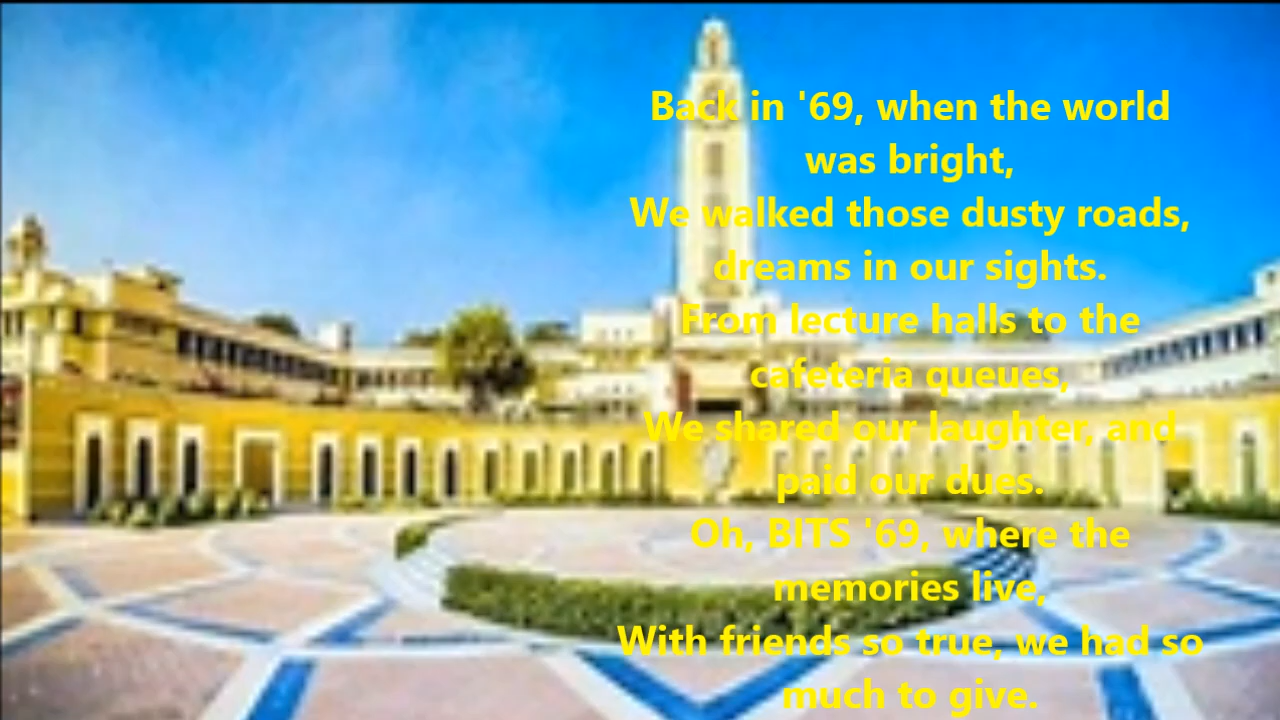 Back in '69, when the world
was bright,
We walked those dusty roads,
dreams in our sights.
From lecture halls to the
cafeteria queues,
We shared our laughter, and
paid our dues.
Oh, BITS '69, where the
memories live,
With friends so true, we had so
much to give.